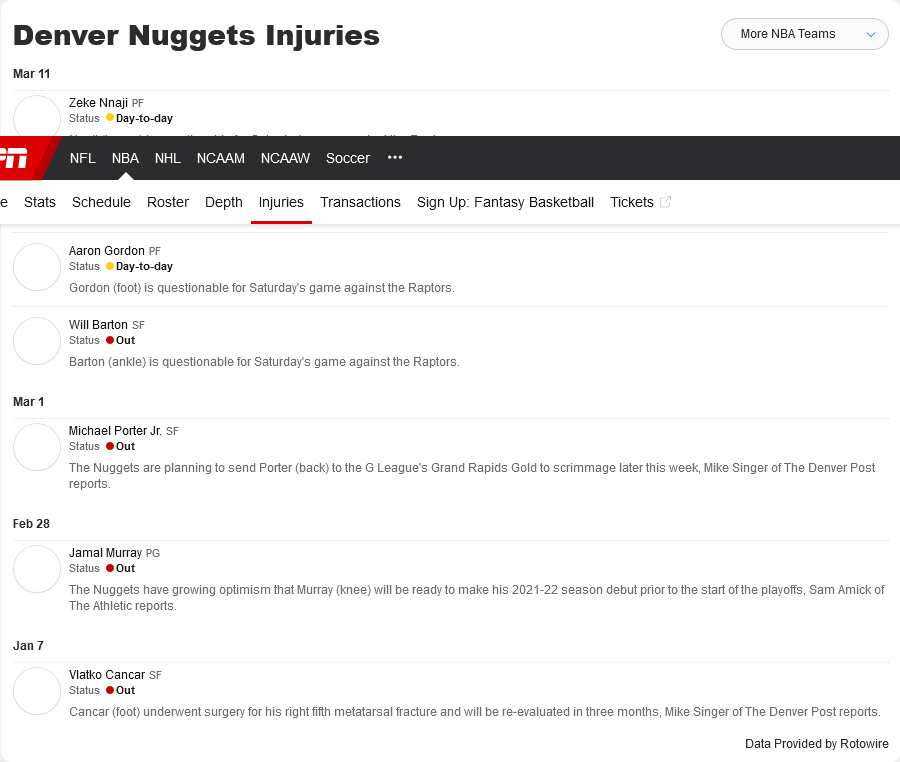 Denver Nuggets Injuries
More NBA Teams
Mar 11
Zeke Nnaji PF
Status Day-to-day
NFL NBA NHL NCAAM NCAAW Soccer •••
e Stats Schedule Roster Depth Injuries Transactions Sign Up: Fantasy Basketball Tickets
Aaron Gordon PF
Status Day-to-day
Gordon (foot) is questionable for Saturday's game against the Raptors.
Will Barton SF
Status Out
Barton (ankle) is questionable for Saturday's game against the Raptors.
Mar 1
Michael Porter Jr. SF
Status Out
The Nuggets are planning to send Porter (back) to the G League's Grand Rapids Gold to scrimmage later this week, Mike Singer of The Denver Post
reports.
Feb 28
Jamal Murray PG
Status Out
The Nuggets have growing optimism that Murray (knee) will be ready to make his 2021-22 season debut prior to the start of the playoffs, Sam Amick of
The Athletic reports.
Jan 7
Vlatko Cancar SF
Status Out
Cancar (foot) underwent surgery for his right fifth metatarsal fracture and will be re-evaluated in three months, Mike Singer of The Denver Post reports.
Data Provided by Rotowire